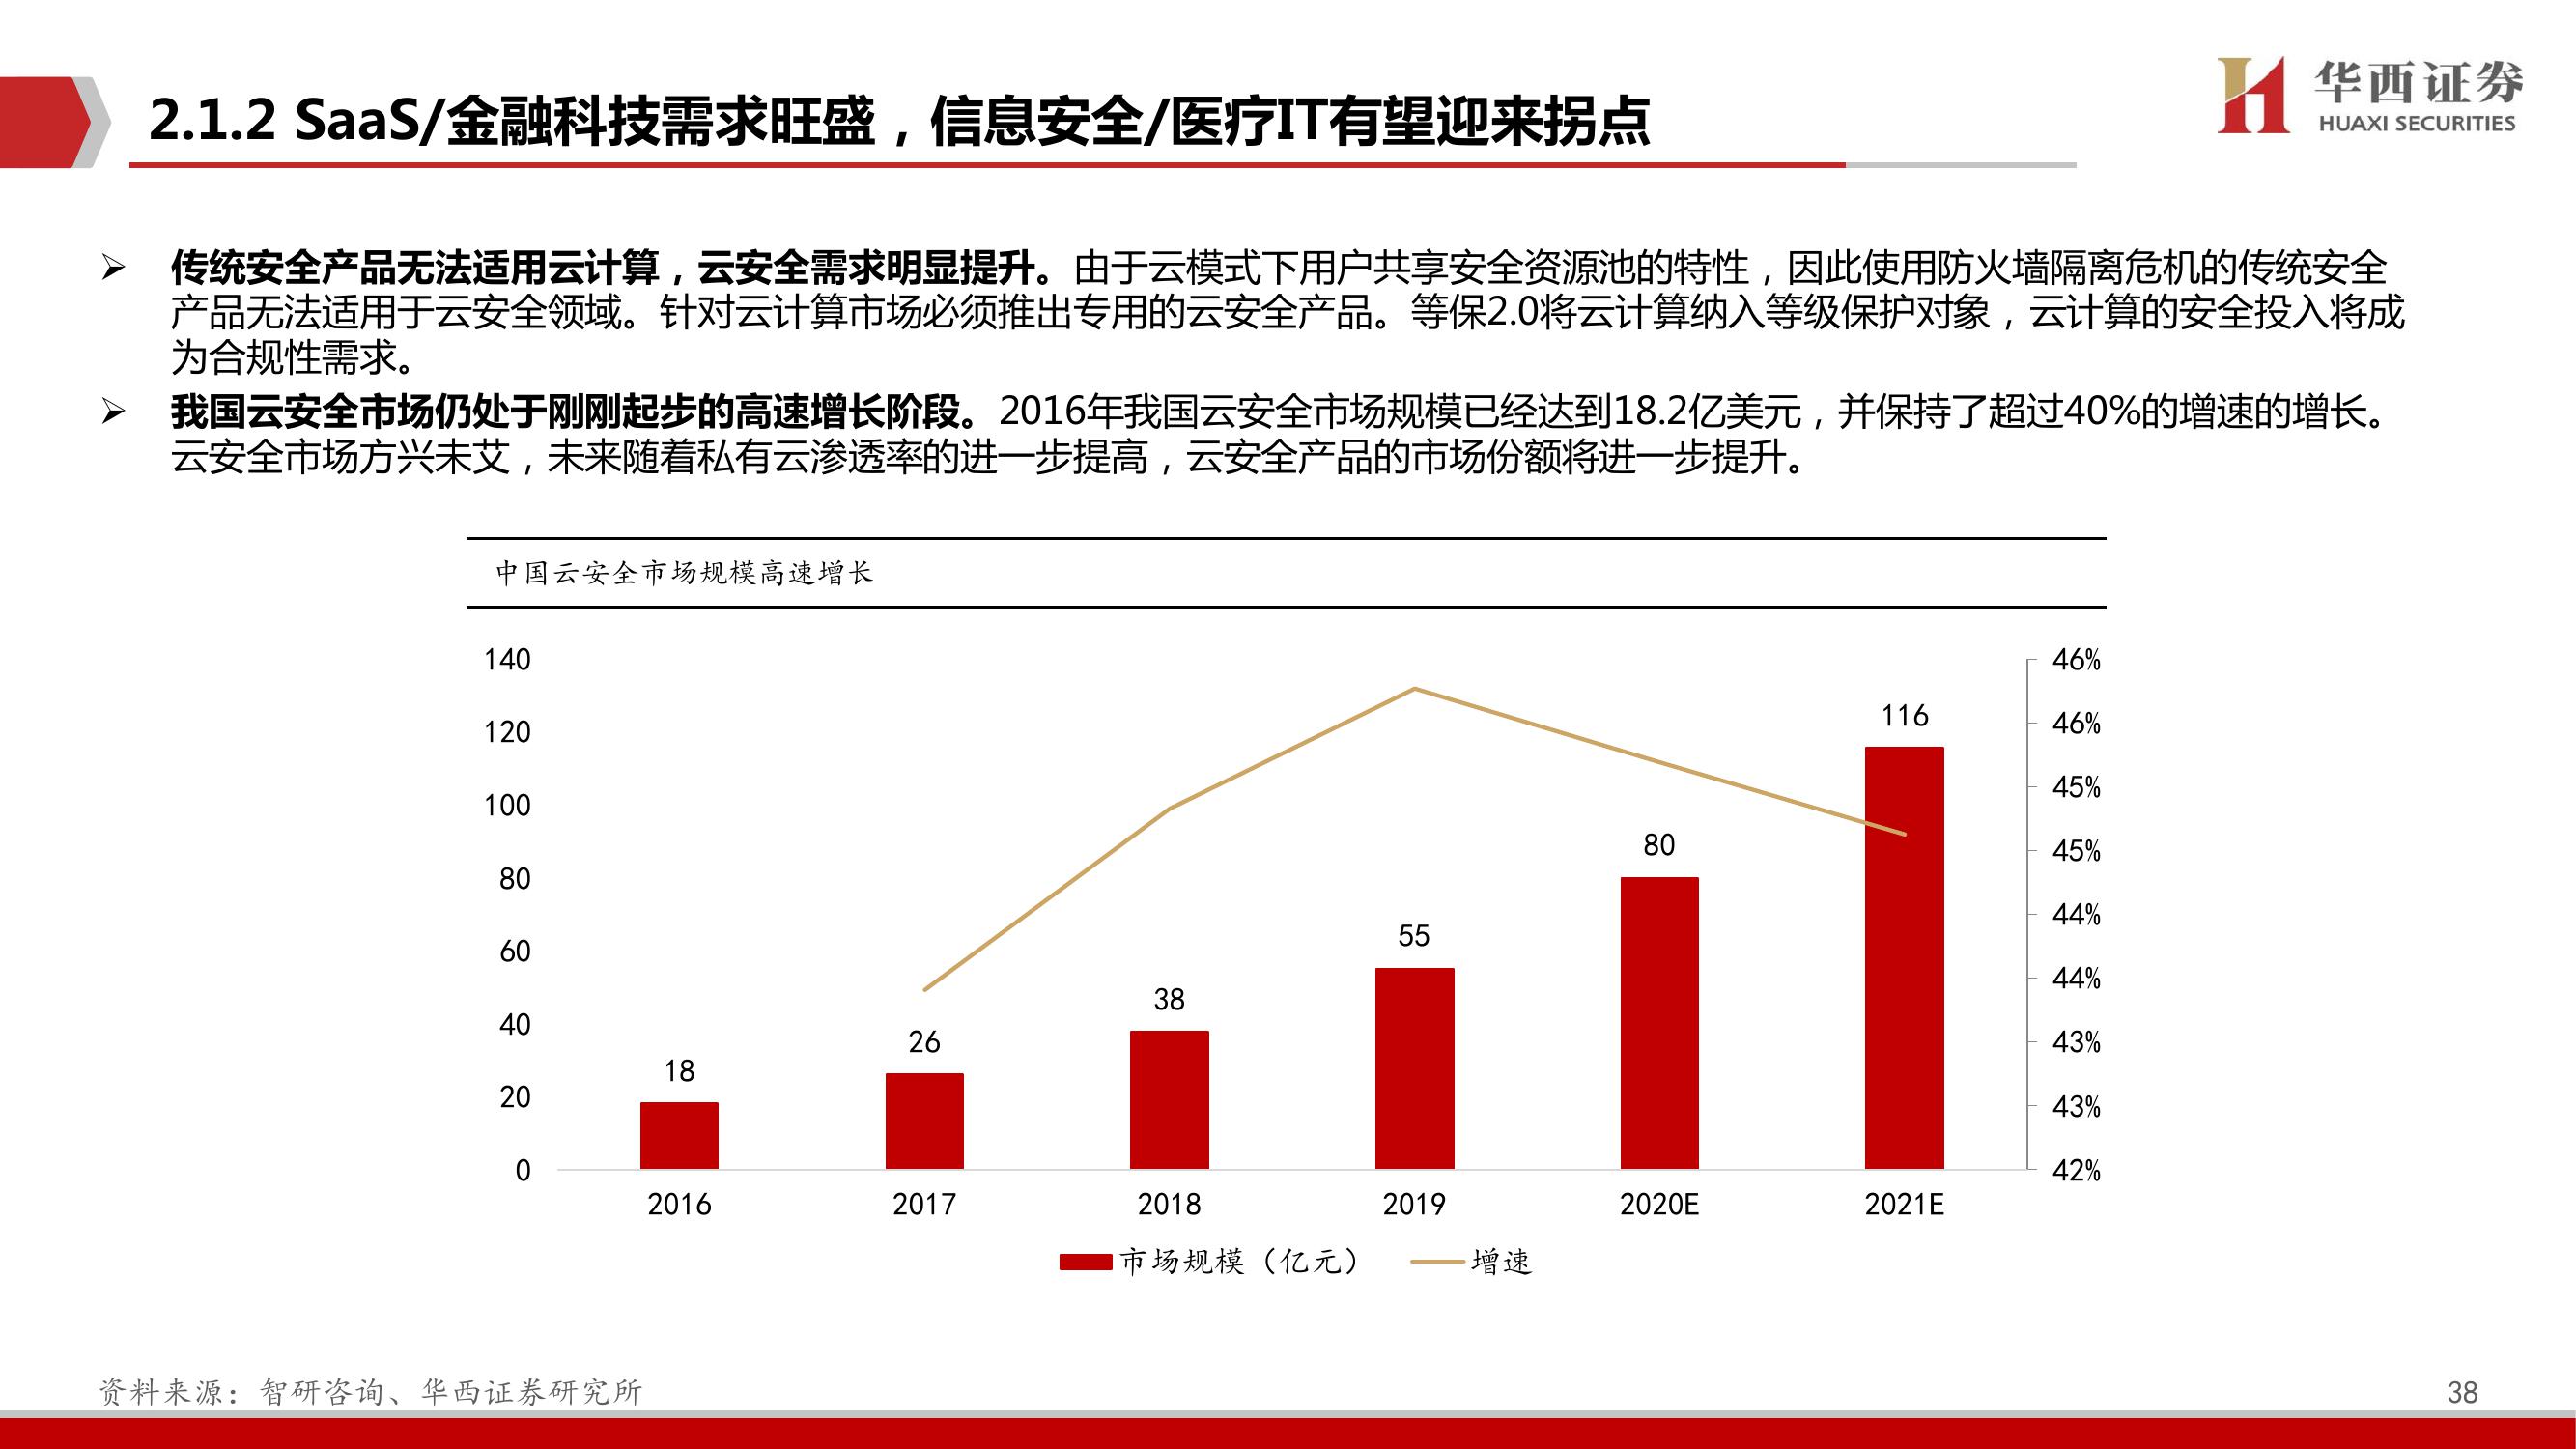 2.1.2 SaaS/金融科技需求旺盛，信息安全/医疗IT有望迎来拐点
华西证券
HUAXI SECURITIES
传统安全产品无法适用云计算，云安全需求明显提升。由于云模式下用户共享安全资源池的特性，因此使用防火墙隔离危机的传统安全
产品无法适用于云安全领域。针对云计算市场必须推出专用的云安全产品。等保2.0将云计算纳入等级保护对象，云计算的安全投入将成
为合规性需求。
我国云安全市场仍处于刚刚起步的高速增长阶段。2016年我国云安全市场规模已经达到18.2亿美元，并保持了超过40%的增速的增长。
云安全市场方兴未艾，未来随着私有云渗透率的进一步提高，云安全产品的市场份额将进一步提升。
中国云安全市场规模高速增长
140
120
100
80
60
40
20
0
18
26
38
55
80
116
46%
46%
45%
45%
44%
44%
43%
43%
42%
2016 2017 2018 2019 2020E 2021E
市场规模（亿元） 增速
资料来源：智研咨询、华西证券研究所
38